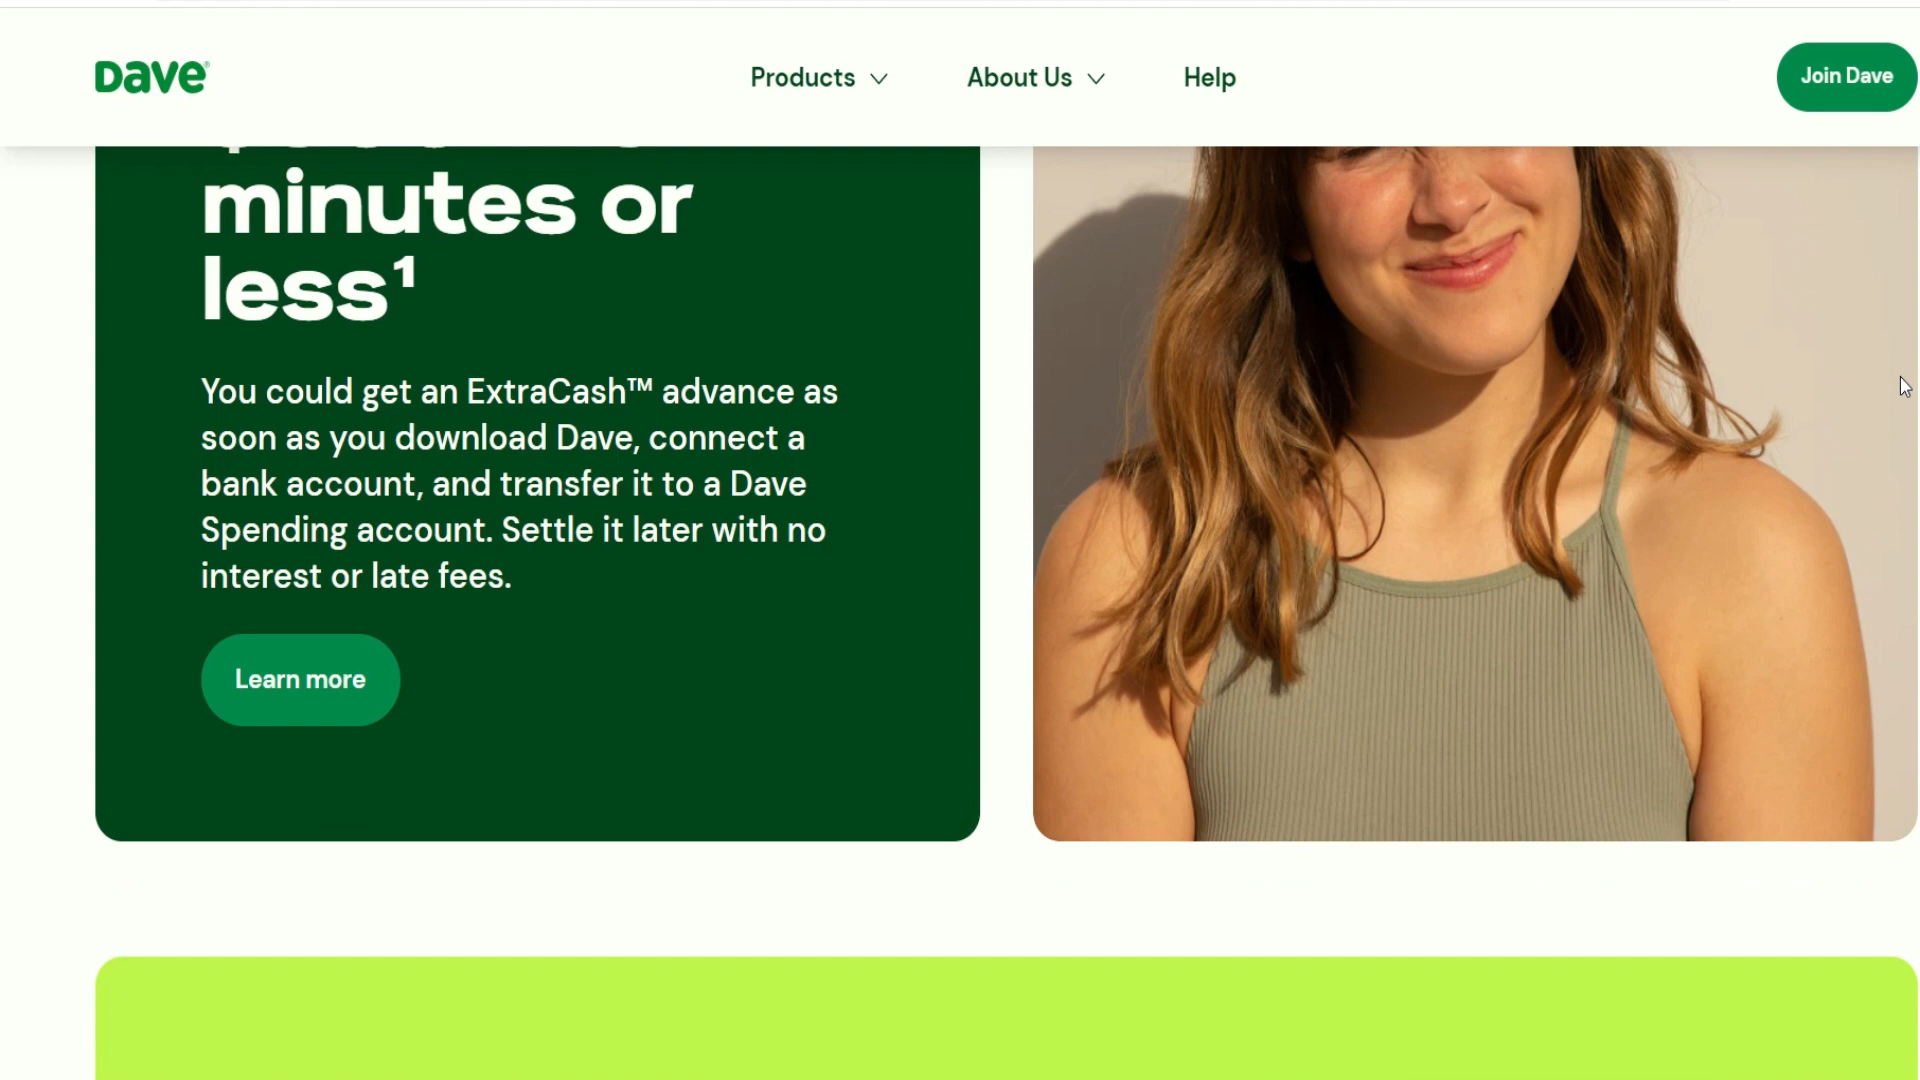 Dave®
Products
About Us
Help
Join Dave
minutes or
less¹
You could get an ExtraCash™ advance as
soon as you download Dave, connect a
bank account, and transfer it to a Dave
Spending account. Settle it later with no
interest or late fees.
Learn more